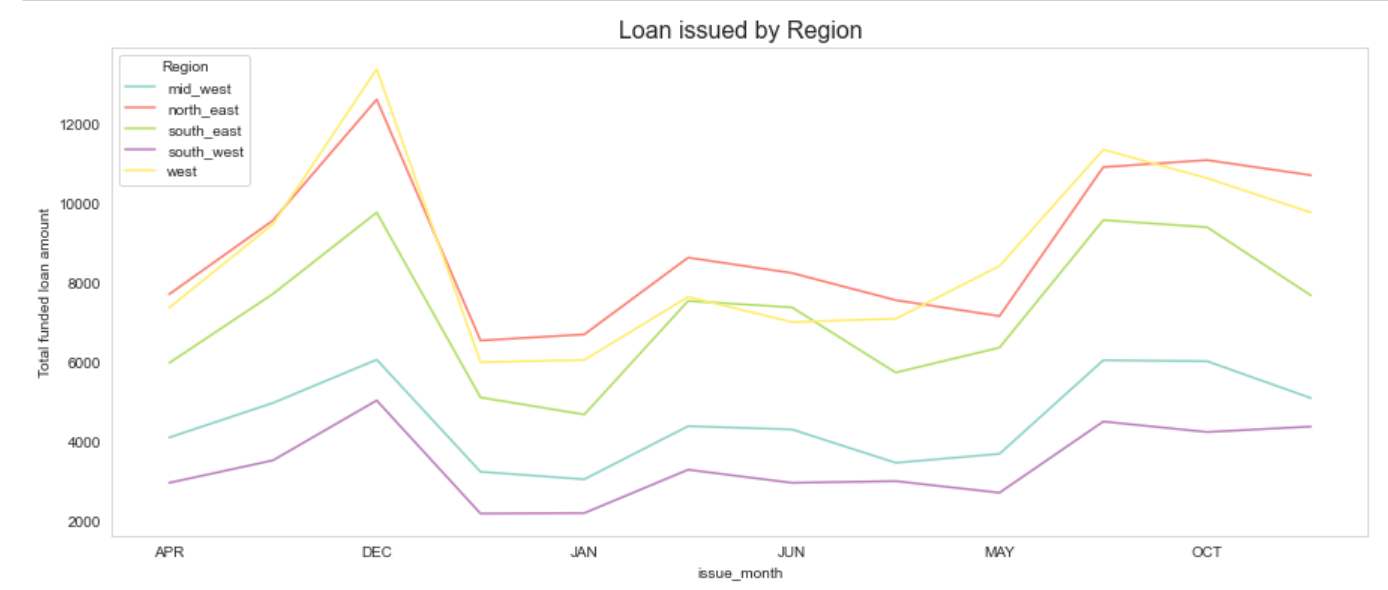 Loan issued by Region
Region
mid_west
north_east
south_east
south_west
west
12000
10000
8000
6000
4000
2000
Total funded loan amount
APR DEC JAN JUN MAY OCT
issue_month